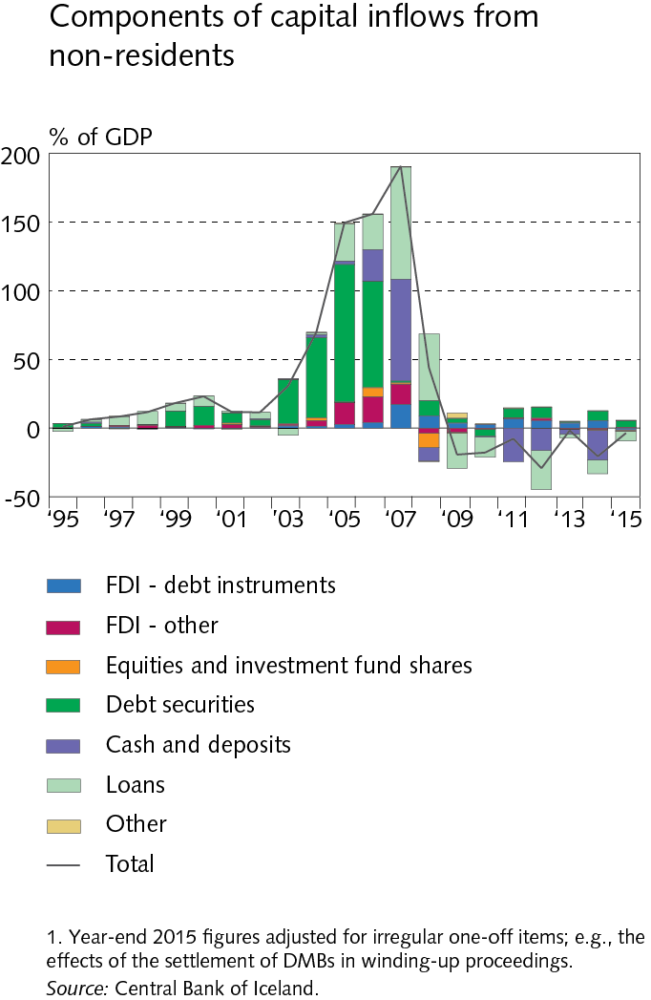 Components of capital inflows from
non-residents
% of GDP
200
150
100
50
0
-50
‘95 ‘97 ‘99 ‘01 ’03 ‘05 ‘07 ‘09 ‘11 ‘13 ‘15
FDI - debt instruments
FDI - other
Equities and investment fund shares
Debt securities
Cash and deposits
Loans
Other
Total
1. Year-end 2015 figures adjusted for irregular one-off items; e.g., the
effects of the settlement of DMBs in winding-up proceedings.
Source: Central Bank of Iceland.